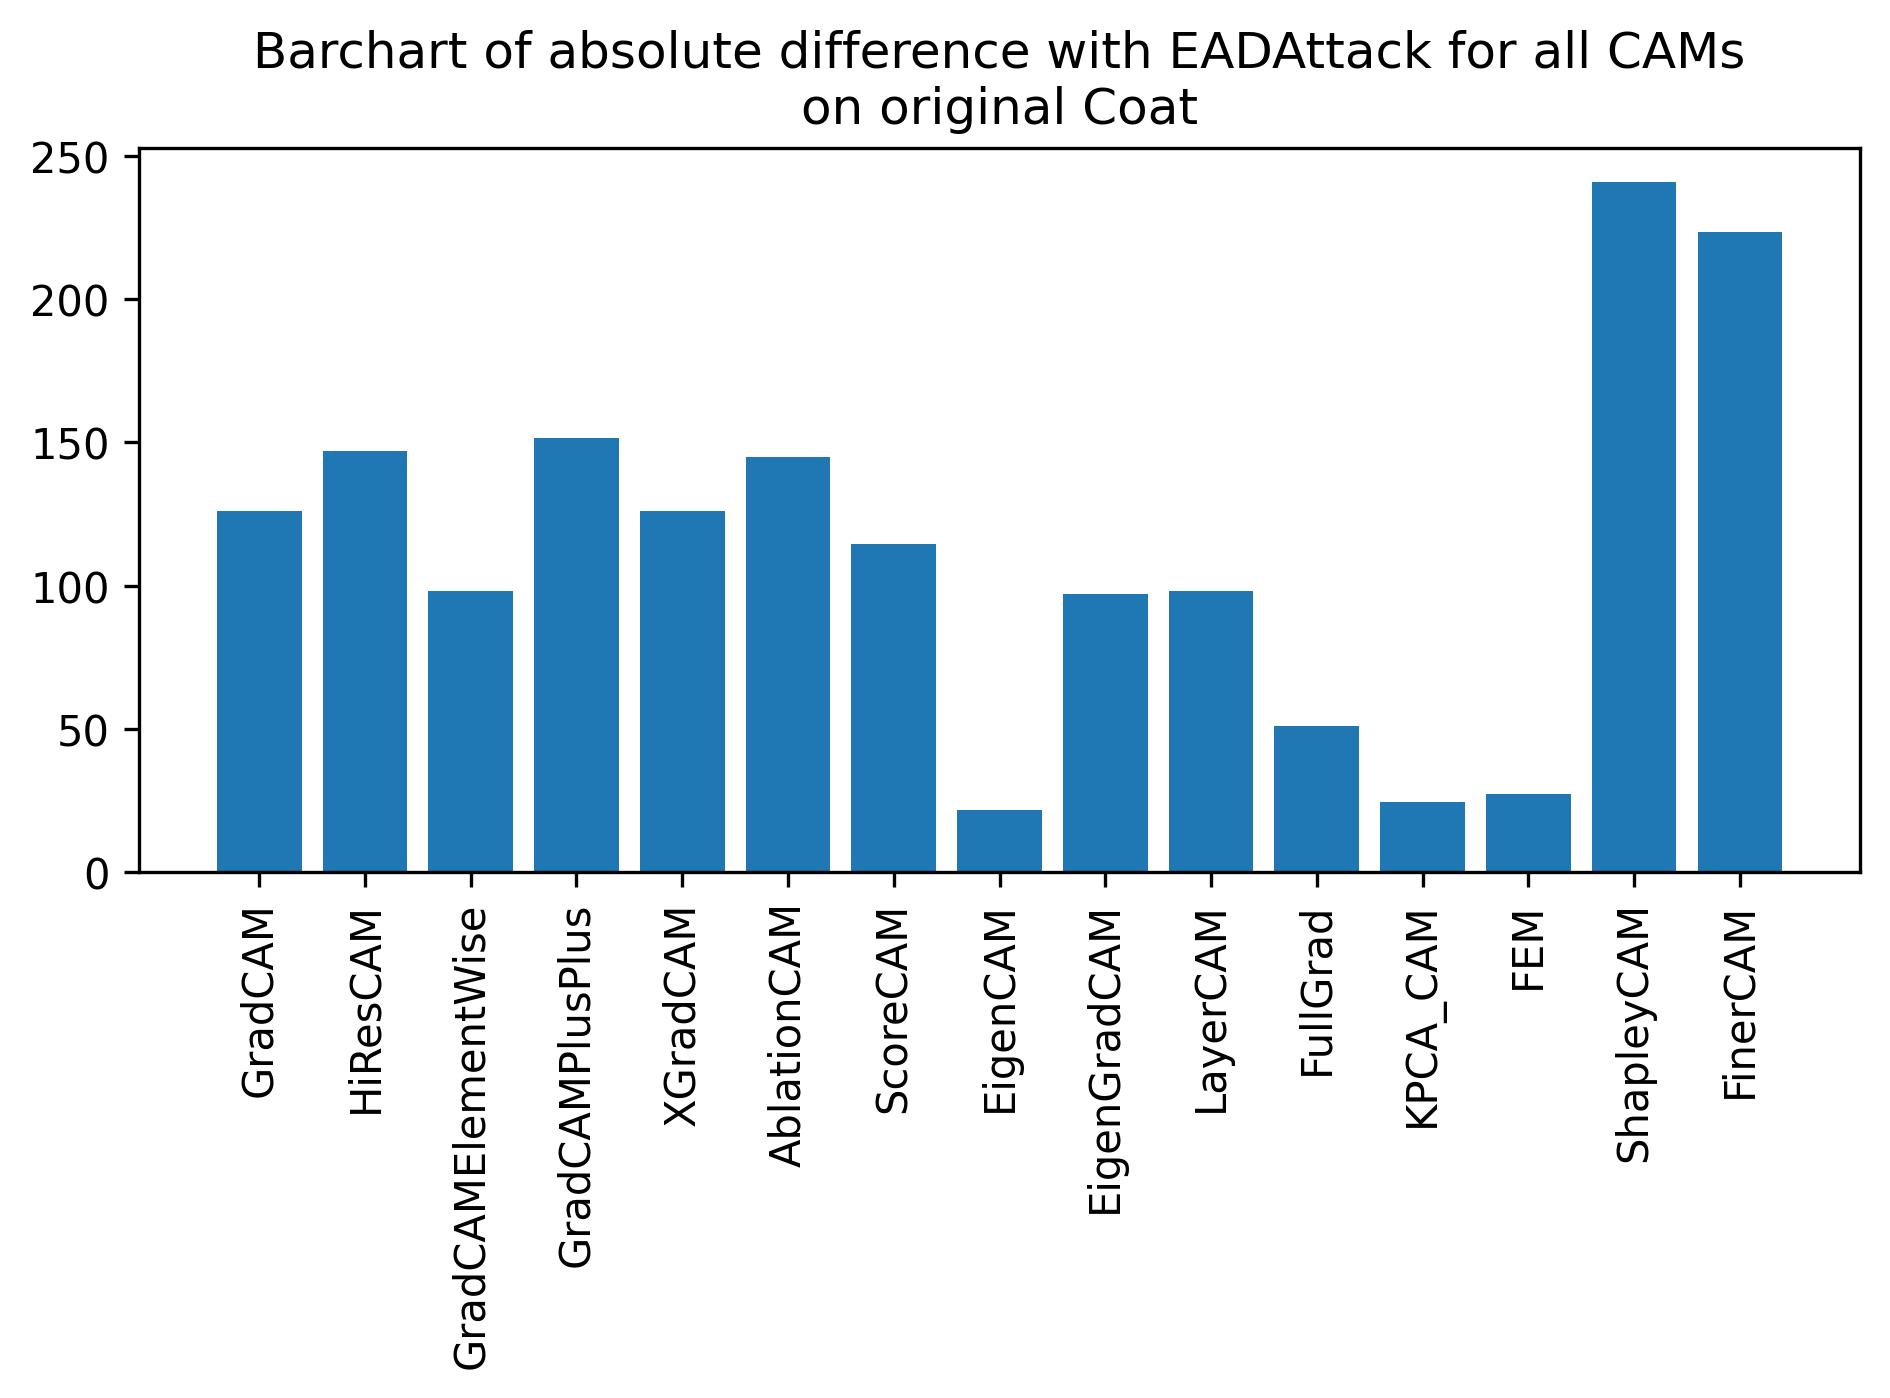 Barchart of absolute difference with EADAttack for all CAMs
on original Coat
250
200
150
100
50
0
GradCAM
HiResCAM
GradCAMElementWise
GradCAMPlusPlus
XGradCAM
AblationCAM
ScoreCAM
EigenCAM
EigenGradCAM
LayerCAM
FullGrad
KPCA_CAM
FEM
ShapleyCAM
FinerCAM